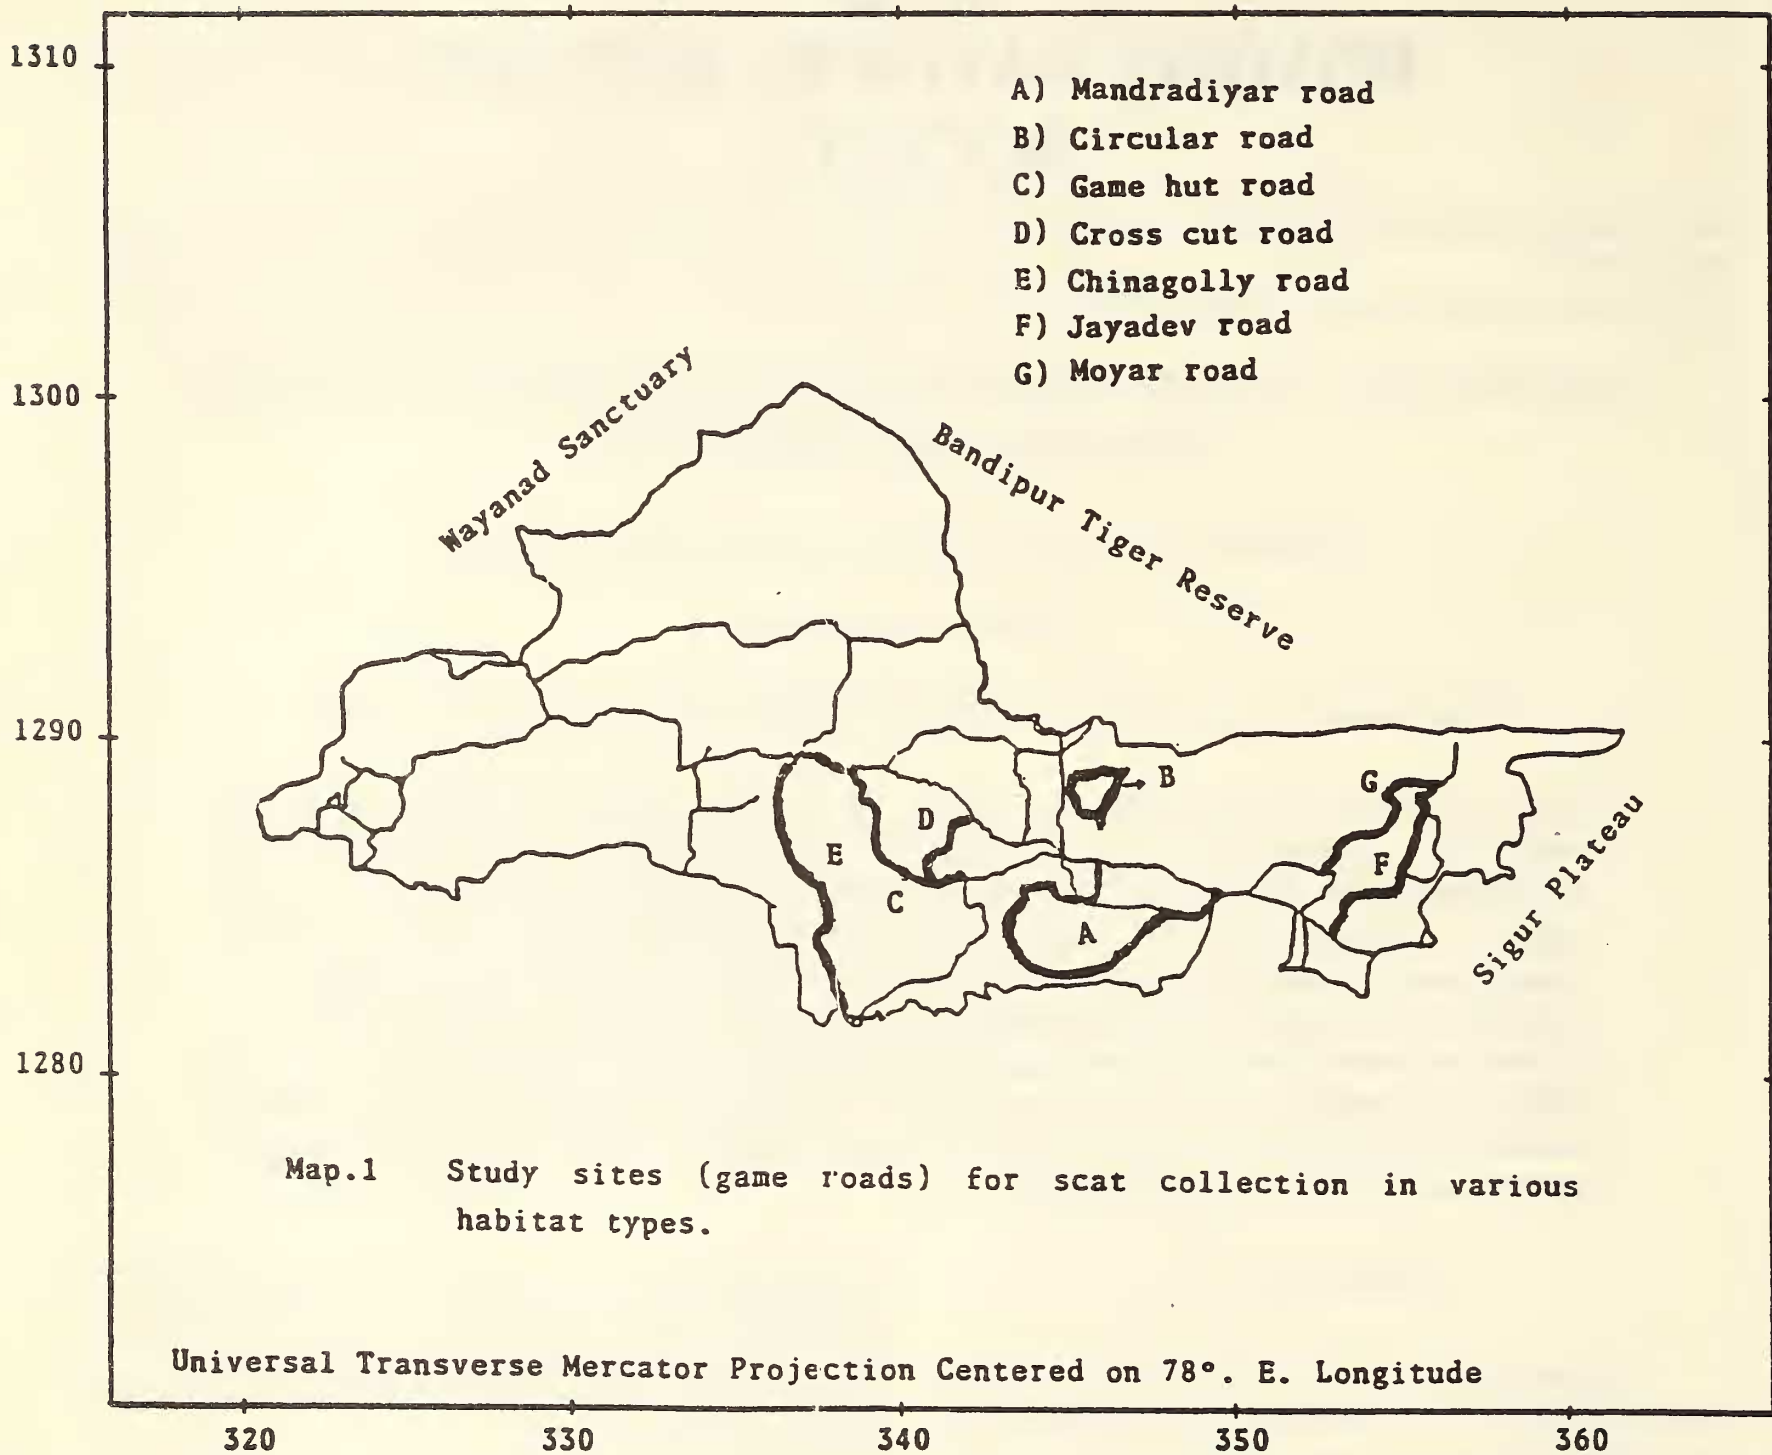 1310
1300
1290
1280
A) Mandradiyar road
B) Circular road
C) Game hut road
D) Cross cut road
E) Chinagolly road
F) Jayadev road
G) Moyar road
Wayanad Sanctuary
Bandipur Tiger Reserve
Sigur Plateau
B
G
D
E
F
C
A
Map.1 Study sites (game roads) for scat collection in various
habitat types.
Universal Transverse Mercator Projection Centered on 78°. E. Longitude
320 330 340 350 360